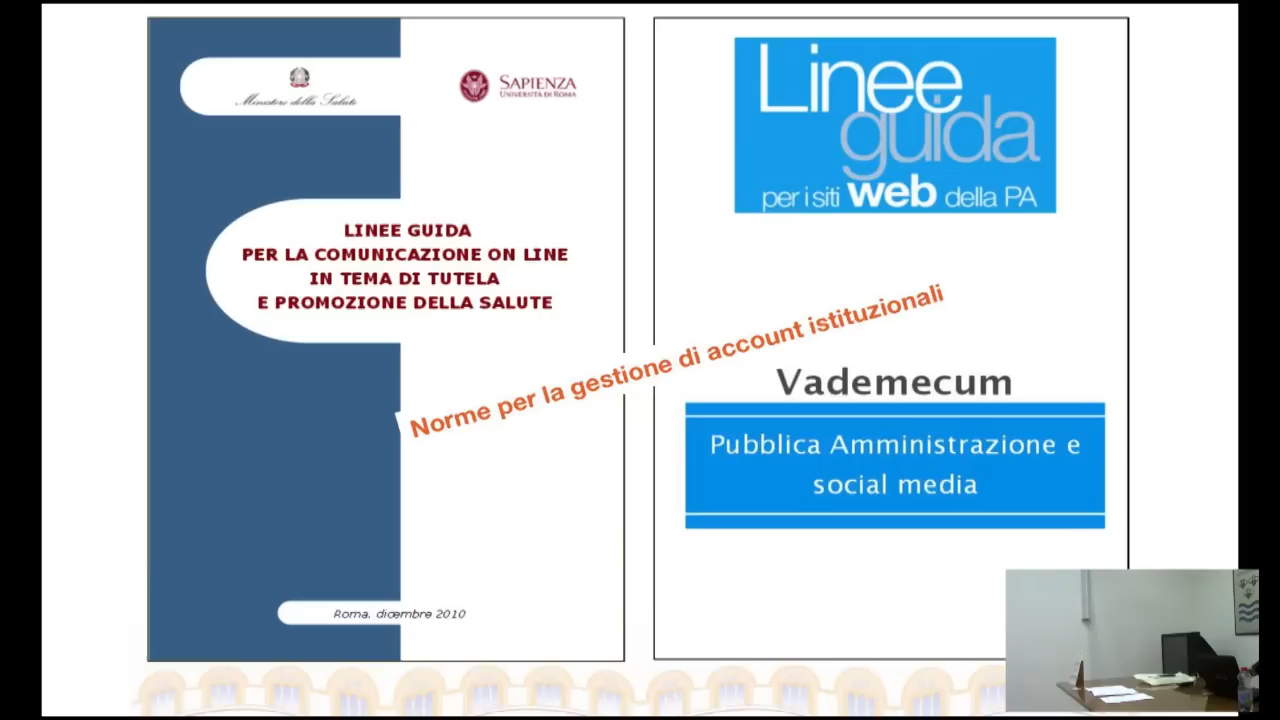 Ministero della Salute
SAPIENZA
UNIVERSITÀ DI ROMA
LINEE GUIDA
PER LA COMUNICAZIONE ON LINE
IN TEMA DI TUTELA
E PROMOZIONE DELLA SALUTE
Roma, dicembre 2010
Linee
guida
per i siti web della PA
Norme per la gestione di account istituzionali
Vademecum
Pubblica Amministrazione e
social media